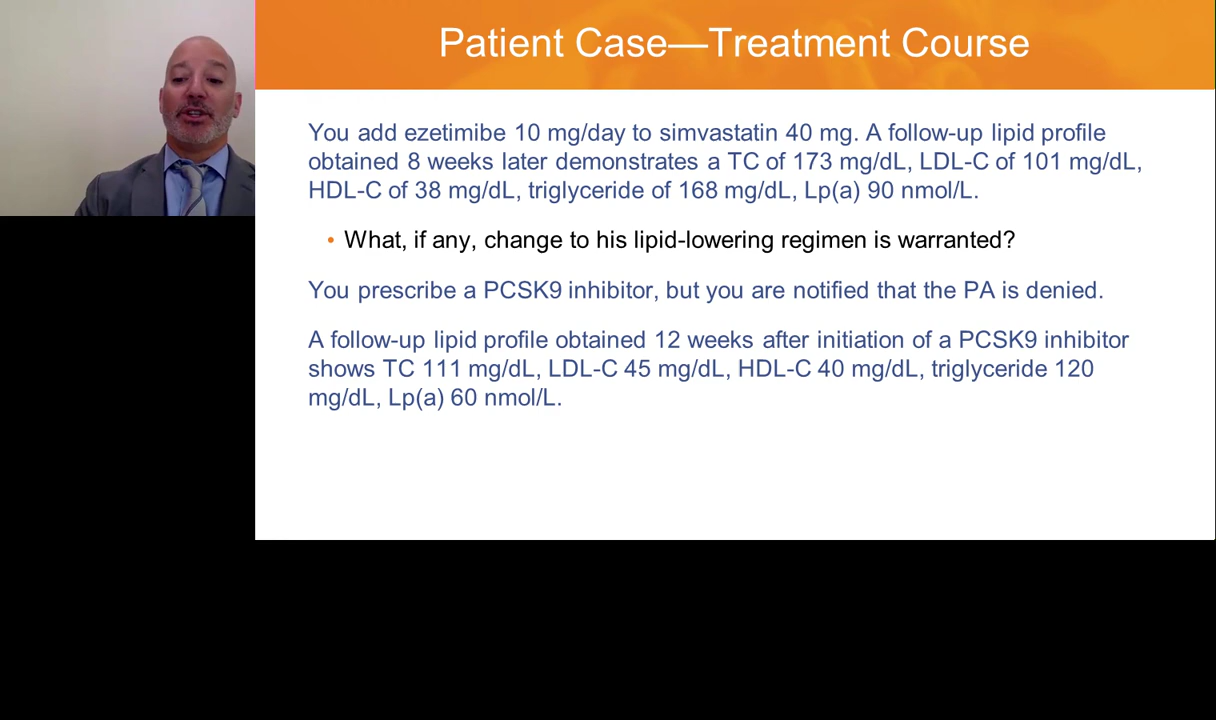 Patient Case—Treatment Course
You add ezetimibe 10 mg/day to simvastatin 40 mg. A follow-up lipid profile
obtained 8 weeks later demonstrates a TC of 173 mg/dL, LDL-C of 101 mg/dL,
HDL-C of 38 mg/dL, triglyceride of 168 mg/dL, Lp(a) 90 nmol/L.
• What, if any, change to his lipid-lowering regimen is warranted?
You prescribe a PCSK9 inhibitor, but you are notified that the PA is denied.
A follow-up lipid profile obtained 12 weeks after initiation of a PCSK9 inhibitor
shows TC 111 mg/dL, LDL-C 45 mg/dL, HDL-C 40 mg/dL, triglyceride 120
mg/dL, Lp(a) 60 nmol/L.